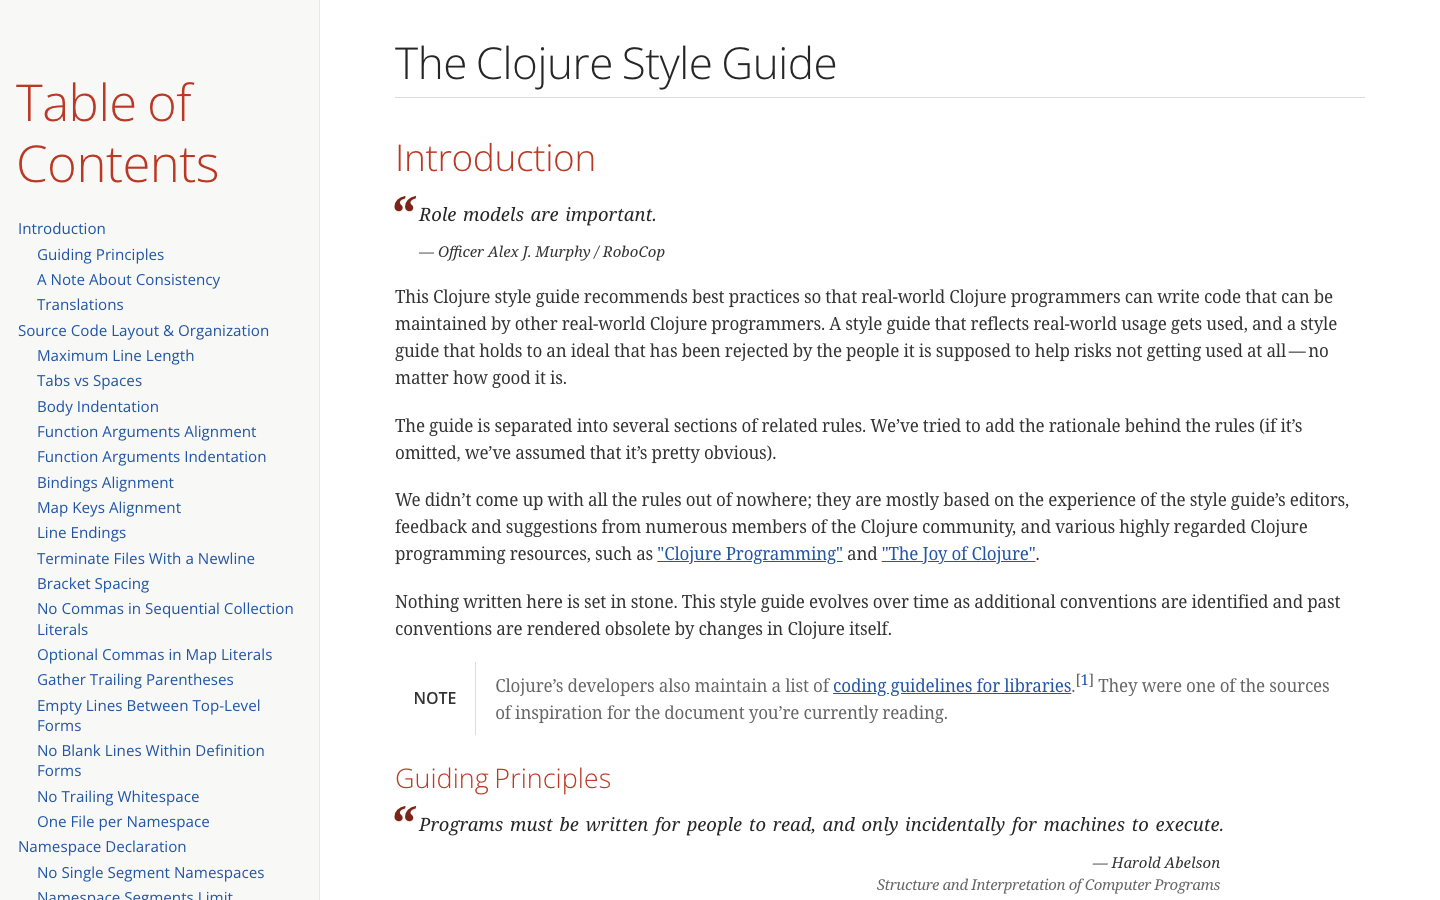 Table of
Contents
Introduction
Guiding Principles
A Note About Consistency
Translations
Source Code Layout & Organization
Maximum Line Length
Tabs vs Spaces
Body Indentation
Function Arguments Alignment
Function Arguments Indentation
Bindings Alignment
Map Keys Alignment
Line Endings
Terminate Files With a Newline
Bracket Spacing
No Commas in Sequential Collection
Literals
Optional Commas in Map Literals
Gather Trailing Parentheses
Empty Lines Between Top-Level
Forms
No Blank Lines Within Definition
Forms
No Trailing Whitespace
One File per Namespace
Namespace Declaration
No Single Segment Namespaces
Namespace Segments Limit
The Clojure Style Guide
Introduction
“ Role models are important.
— Officer Alex J. Murphy / RoboCop
This Clojure style guide recommends best practices so that real-world Clojure programmers can write code that can be
maintained by other real-world Clojure programmers. A style guide that reflects real-world usage gets used, and a style
guide that holds to an ideal that has been rejected by the people it is supposed to help risks not getting used at all — no
matter how good it is.
The guide is separated into several sections of related rules. We’ve tried to add the rationale behind the rules (if it’s
omitted, we’ve assumed that it’s pretty obvious).
We didn’t come up with all the rules out of nowhere; they are mostly based on the experience of the style guide’s editors,
feedback and suggestions from numerous members of the Clojure community, and various highly regarded Clojure
programming resources, such as "Clojure Programming" and "The Joy of Clojure".
Nothing written here is set in stone. This style guide evolves over time as additional conventions are identified and past
conventions are rendered obsolete by changes in Clojure itself.
NOTE
Clojure’s developers also maintain a list of coding guidelines for libraries.[1] They were one of the sources
of inspiration for the document you’re currently reading.
Guiding Principles
“ Programs must be written for people to read, and only incidentally for machines to execute.
— Harold Abelson
Structure and Interpretation of Computer Programs